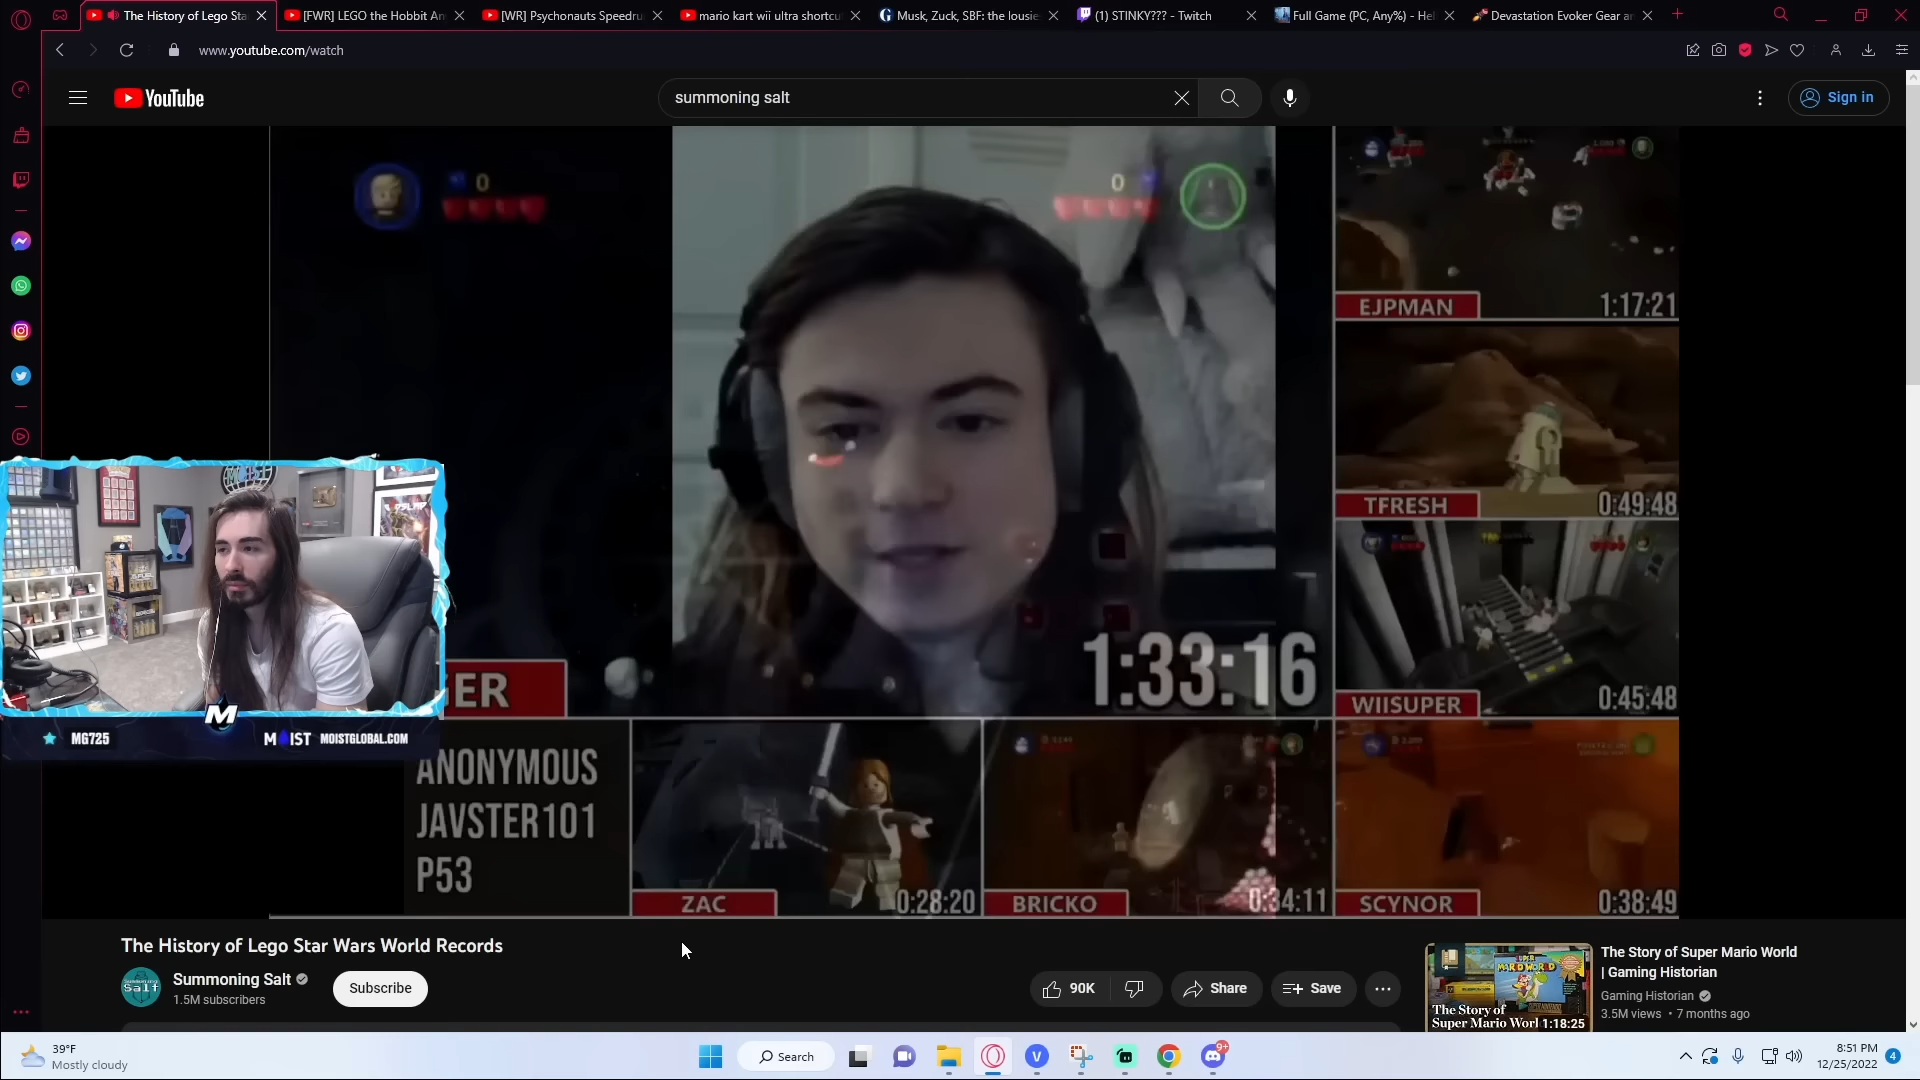 The History of Lego Sta
[FWR] LEGO the Hobbit An
[WR] Psychonauts Speedru
mario kart wii ultra shortcu
Musk, Zuck, SBF: the lousie
(1) STINKY??? - Twitch
Full Game (PC, Any%) - Hel
Devastation Evoker Gear an
www.youtube.com/watch
YouTube
summoning salt
Sign in
0
0
EJPMAN
1:17:21
TFRESH
0:49:48
WIISUPER
0:45:48
ER
1:33:16
M
MG725
MOIST
MOISTGLOBAL.COM
ANONYMOUS
JAVSTER101
P53
ZAC
0:28:20
BRICKO
0:34:11
SCYNOR
0:38:49
The History of Lego Star Wars World Records
Salt
Summoning Salt
1.5M subscribers
Subscribe
90K
Share
Save
The Story of
Super Mario Worl
1:18:25
The Story of Super Mario World
| Gaming Historian
Gaming Historian
3.5M views • 7 months ago
39°F
Mostly cloudy
Search
V
9+
8:51 PM
12/25/2022
4